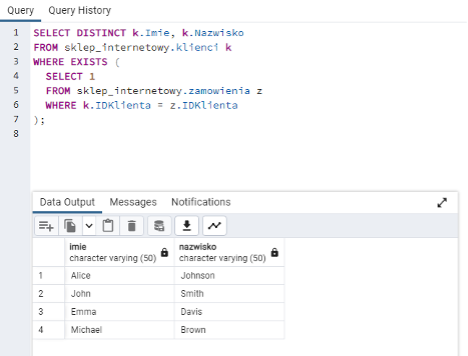 Query Query History
1 SELECT DISTINCT k.Imie, k.Nazwisko
2 FROM sklep_internetowy.klienci k
3 WHERE EXISTS (
4 SELECT 1
5 FROM sklep_internetowy.zamowienia z
6 WHERE k.IDKlienta = z.IDKlienta
7 );
8
Data Output Messages Notifications
imie nazwisko
character varying (50) character varying (50)
1 Alice Johnson
2 John Smith
3 Emma Davis
4 Michael Brown